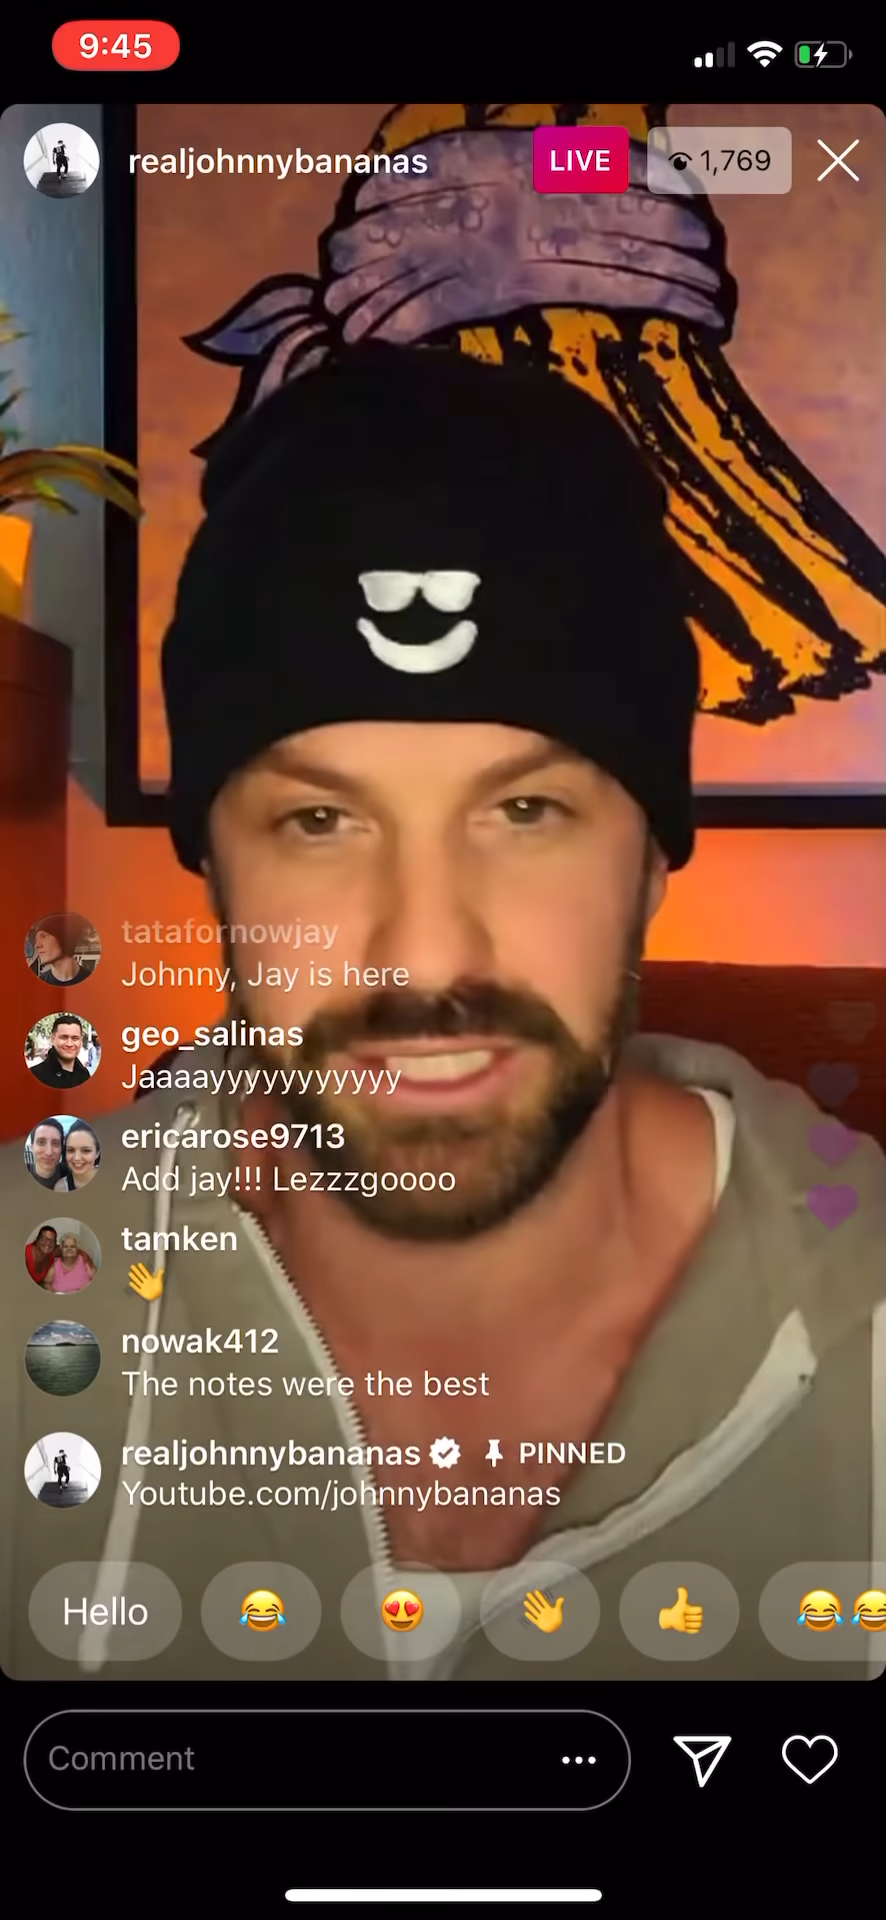 9:45
realjohnnybananas LIVE 1,769
tatafornowjay
Johnny, Jay is here
geo_salinas
Jaaaayyyyyyyyyyy
ericarose9713
Add jay!!! Lezzzgoooo
tamken
👋
nowak412
The notes were the best
realjohnnybananas PINNED
Youtube.com/johnnybananas
Hello 😂 😍 👋 👍 😂😂
Comment